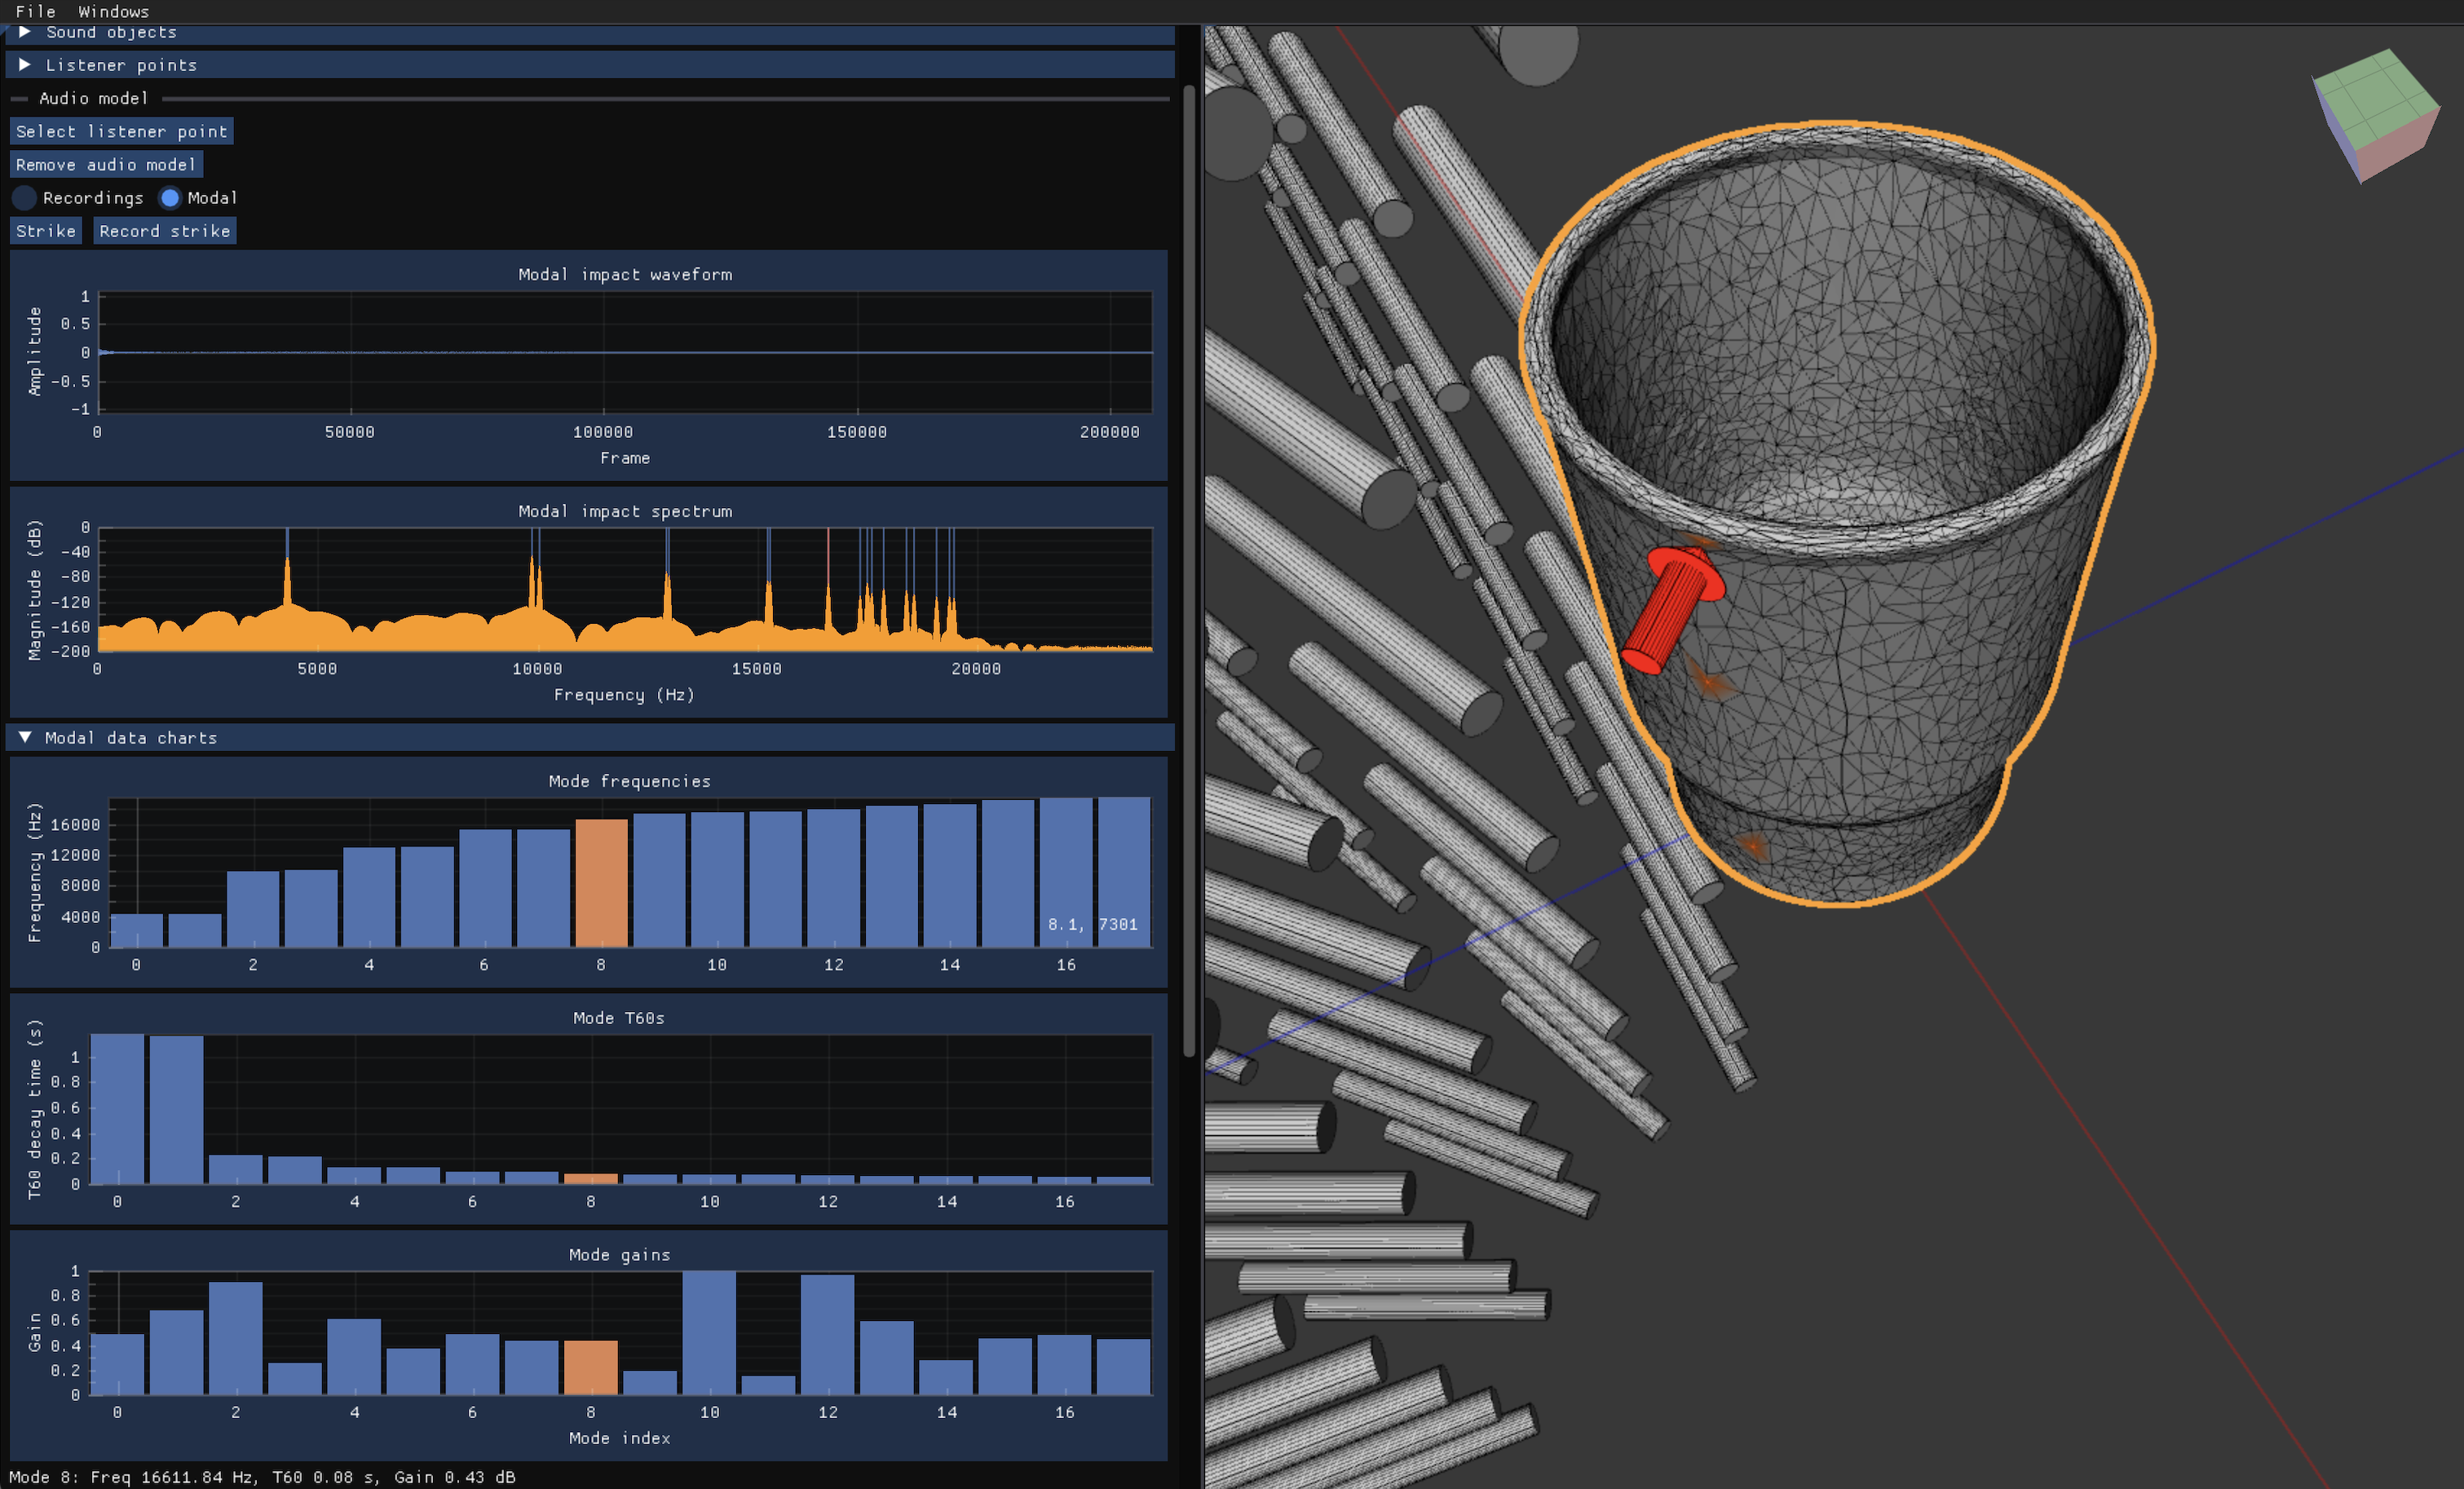 File Windows
Sound objects
Listener points
Audio model
Select listener point
Remove audio model
Recordings Modal
Strike Record strike
Modal impact waveform
Amplitude
1
0.5
0
-0.5
-1
0 50000 100000 150000 200000
Frame
Modal impact spectrum
Magnitude (dB)
0
-40
-80
-120
-160
-200
0 5000 10000 15000 20000
Frequency (Hz)
Modal data charts
Mode frequencies
Frequency (Hz)
16000
12000
8000
4000
0
8.1, 7301
0 2 4 6 8 10 12 14 16
Mode T60s
T60 decay time (s)
1
0.8
0.6
0.4
0.2
0
0 2 4 6 8 10 12 14 16
Mode gains
Gain
1
0.8
0.6
0.4
0.2
0
0 2 4 6 8 10 12 14 16
Mode index
Mode 8: Freq 16611.84 Hz, T60 0.08 s, Gain 0.43 dB